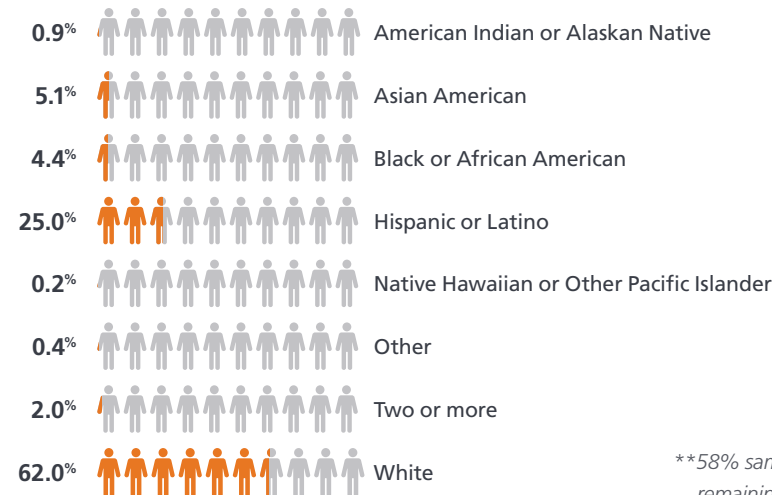 0.9% American Indian or Alaskan Native
5.1% Asian American
4.4% Black or African American
25.0% Hispanic or Latino
0.2% Native Hawaiian or Other Pacific Islander
0.4% Other
2.0% Two or more
62.0% White
**58%